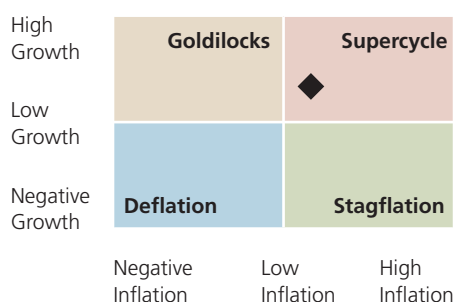 High
Growth
Goldilocks
Supercycle
Low
Growth
Negative
Growth
Deflation
Stagflation
Negative
Inflation
Low
Inflation
High
Inflation